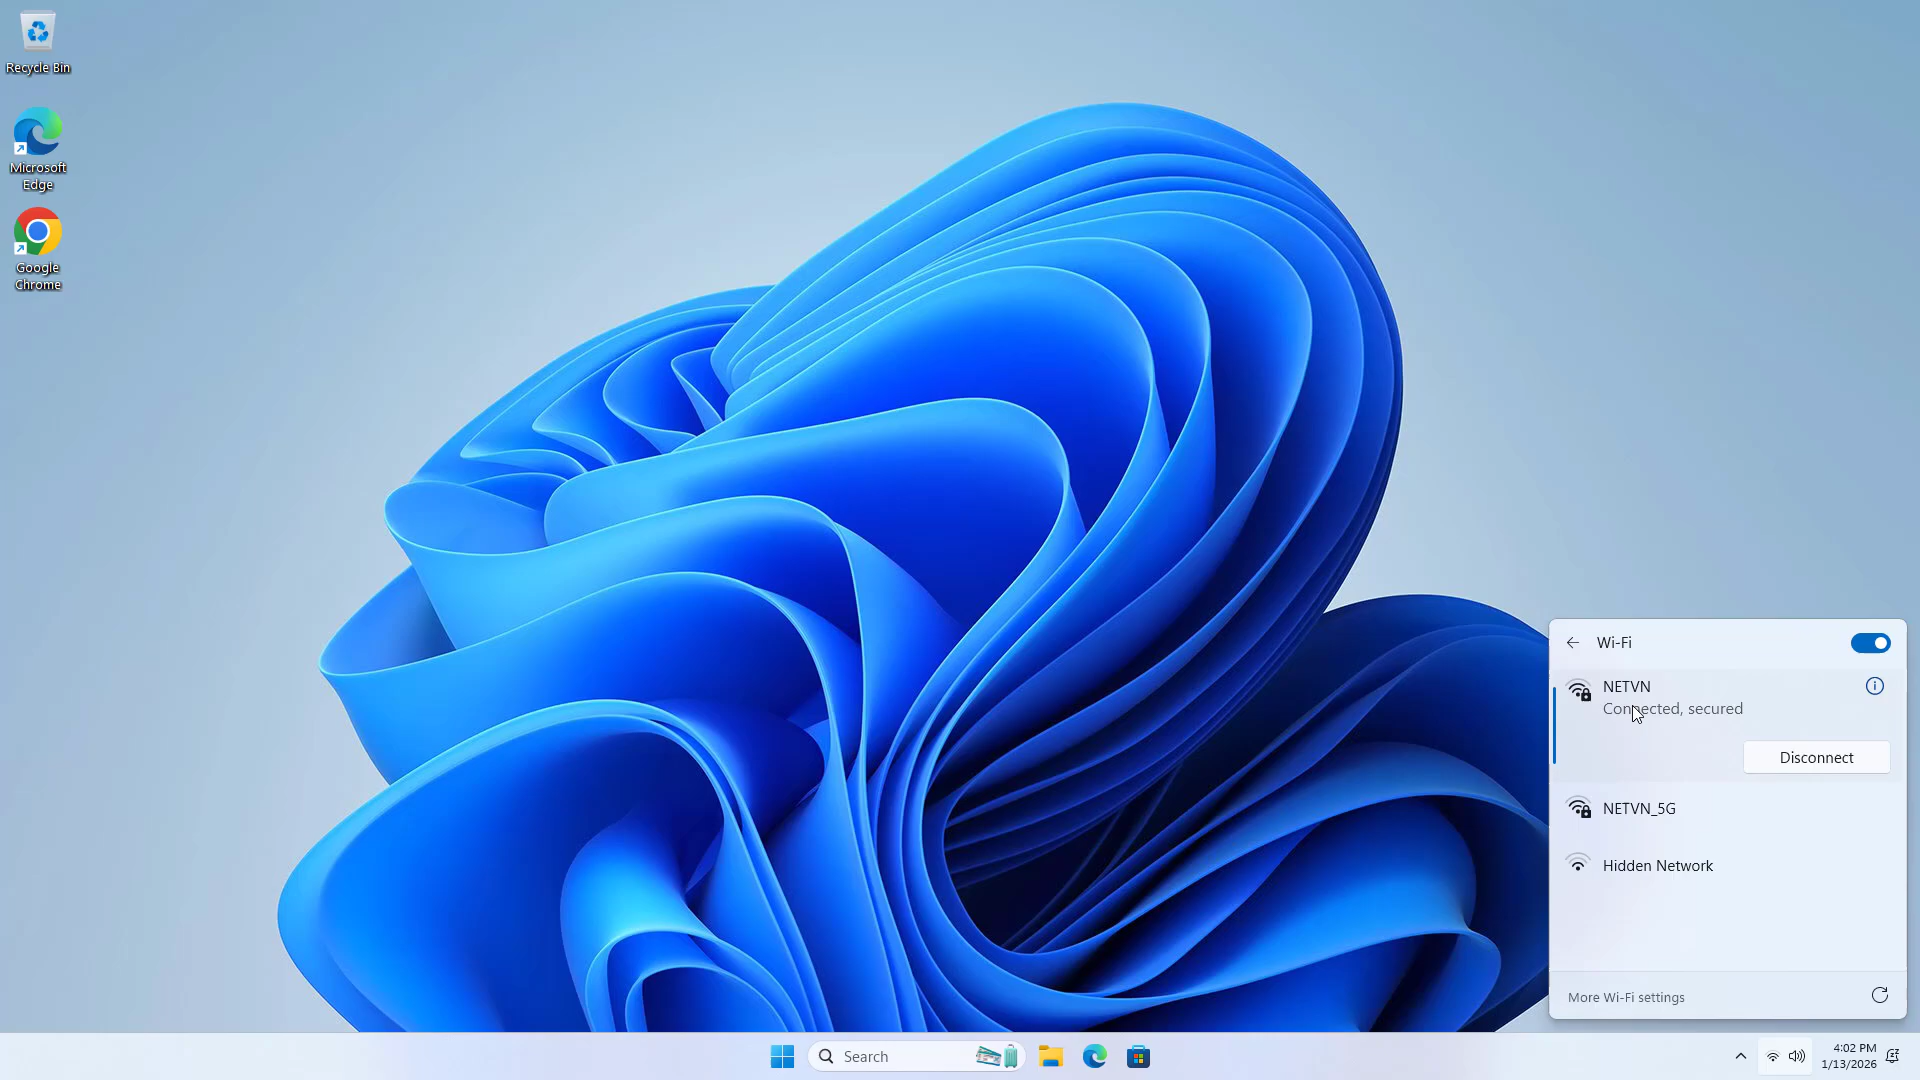 Recycle Bin
Microsoft
Edge
Google
Chrome
Wi-Fi
NETVN
Connected, secured
Disconnect
NETVN_5G
Hidden Network
More Wi-Fi settings
Search
4:02 PM
1/13/2026